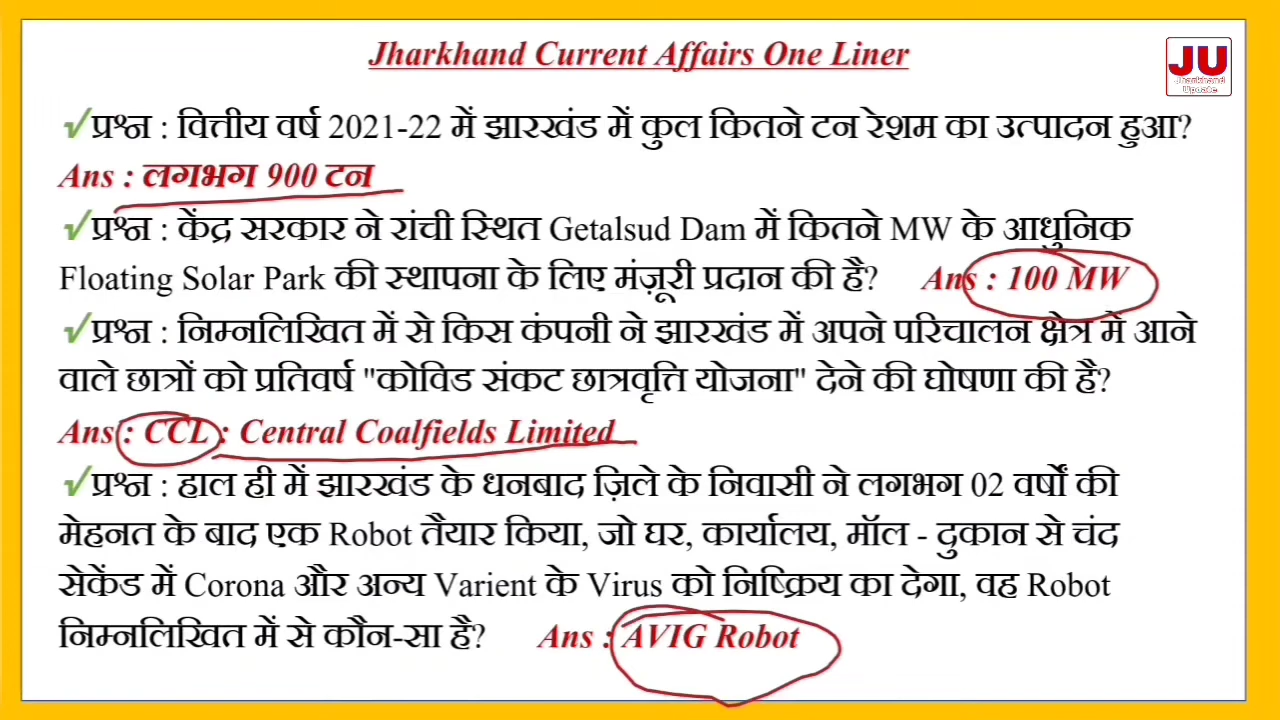 Jharkhand Current Affairs One Liner
JU
Jharkhand
Update
✓प्रश्न : वित्तीय वर्ष 2021-22 में झारखंड में कुल कितने टन रेशम का उत्पादन हुआ?
Ans : लगभग 900 टन
✓प्रश्न : केंद्र सरकार ने रांची स्थित Getalsud Dam में कितने MW के आधुनिक
Floating Solar Park की स्थापना के लिए मंज़ूरी प्रदान की है? Ans : 100 MW
✓प्रश्न : निम्नलिखित में से किस कंपनी ने झारखंड में अपने परिचालन क्षेत्र में आने
वाले छात्रों को प्रतिवर्ष "कोविड संकट छात्रवृत्ति योजना" देने की घोषणा की है?
Ans : CCL : Central Coalfields Limited
✓प्रश्न : हाल ही में झारखंड के धनबाद ज़िले के निवासी ने लगभग 02 वर्षों की
मेहनत के बाद एक Robot तैयार किया, जो घर, कार्यालय, मॉल - दुकान से चंद
सेकेंड में Corona और अन्य Varient के Virus को निष्क्रिय का देगा, वह Robot
निम्नलिखित में से कौन-सा है? Ans : AVIG Robot